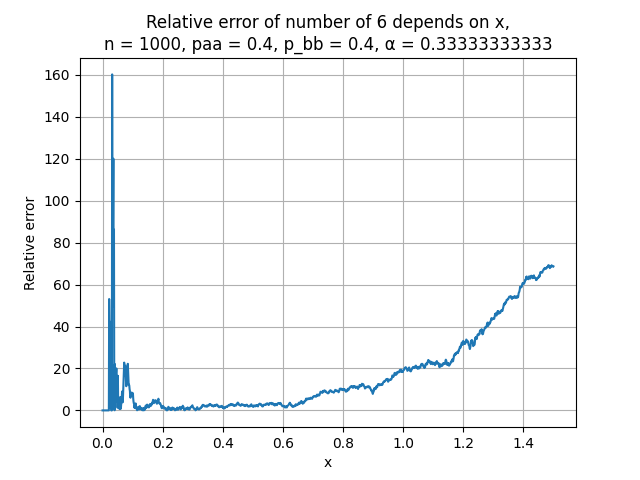 Relative error of number of 6 depends on x,
n = 1000, paa = 0.4, p_bb = 0.4, α = 0.33333333333
160
140
120
100
80
60
40
20
0
Relative error
0.0 0.2 0.4 0.6 0.8 1.0 1.2 1.4
x